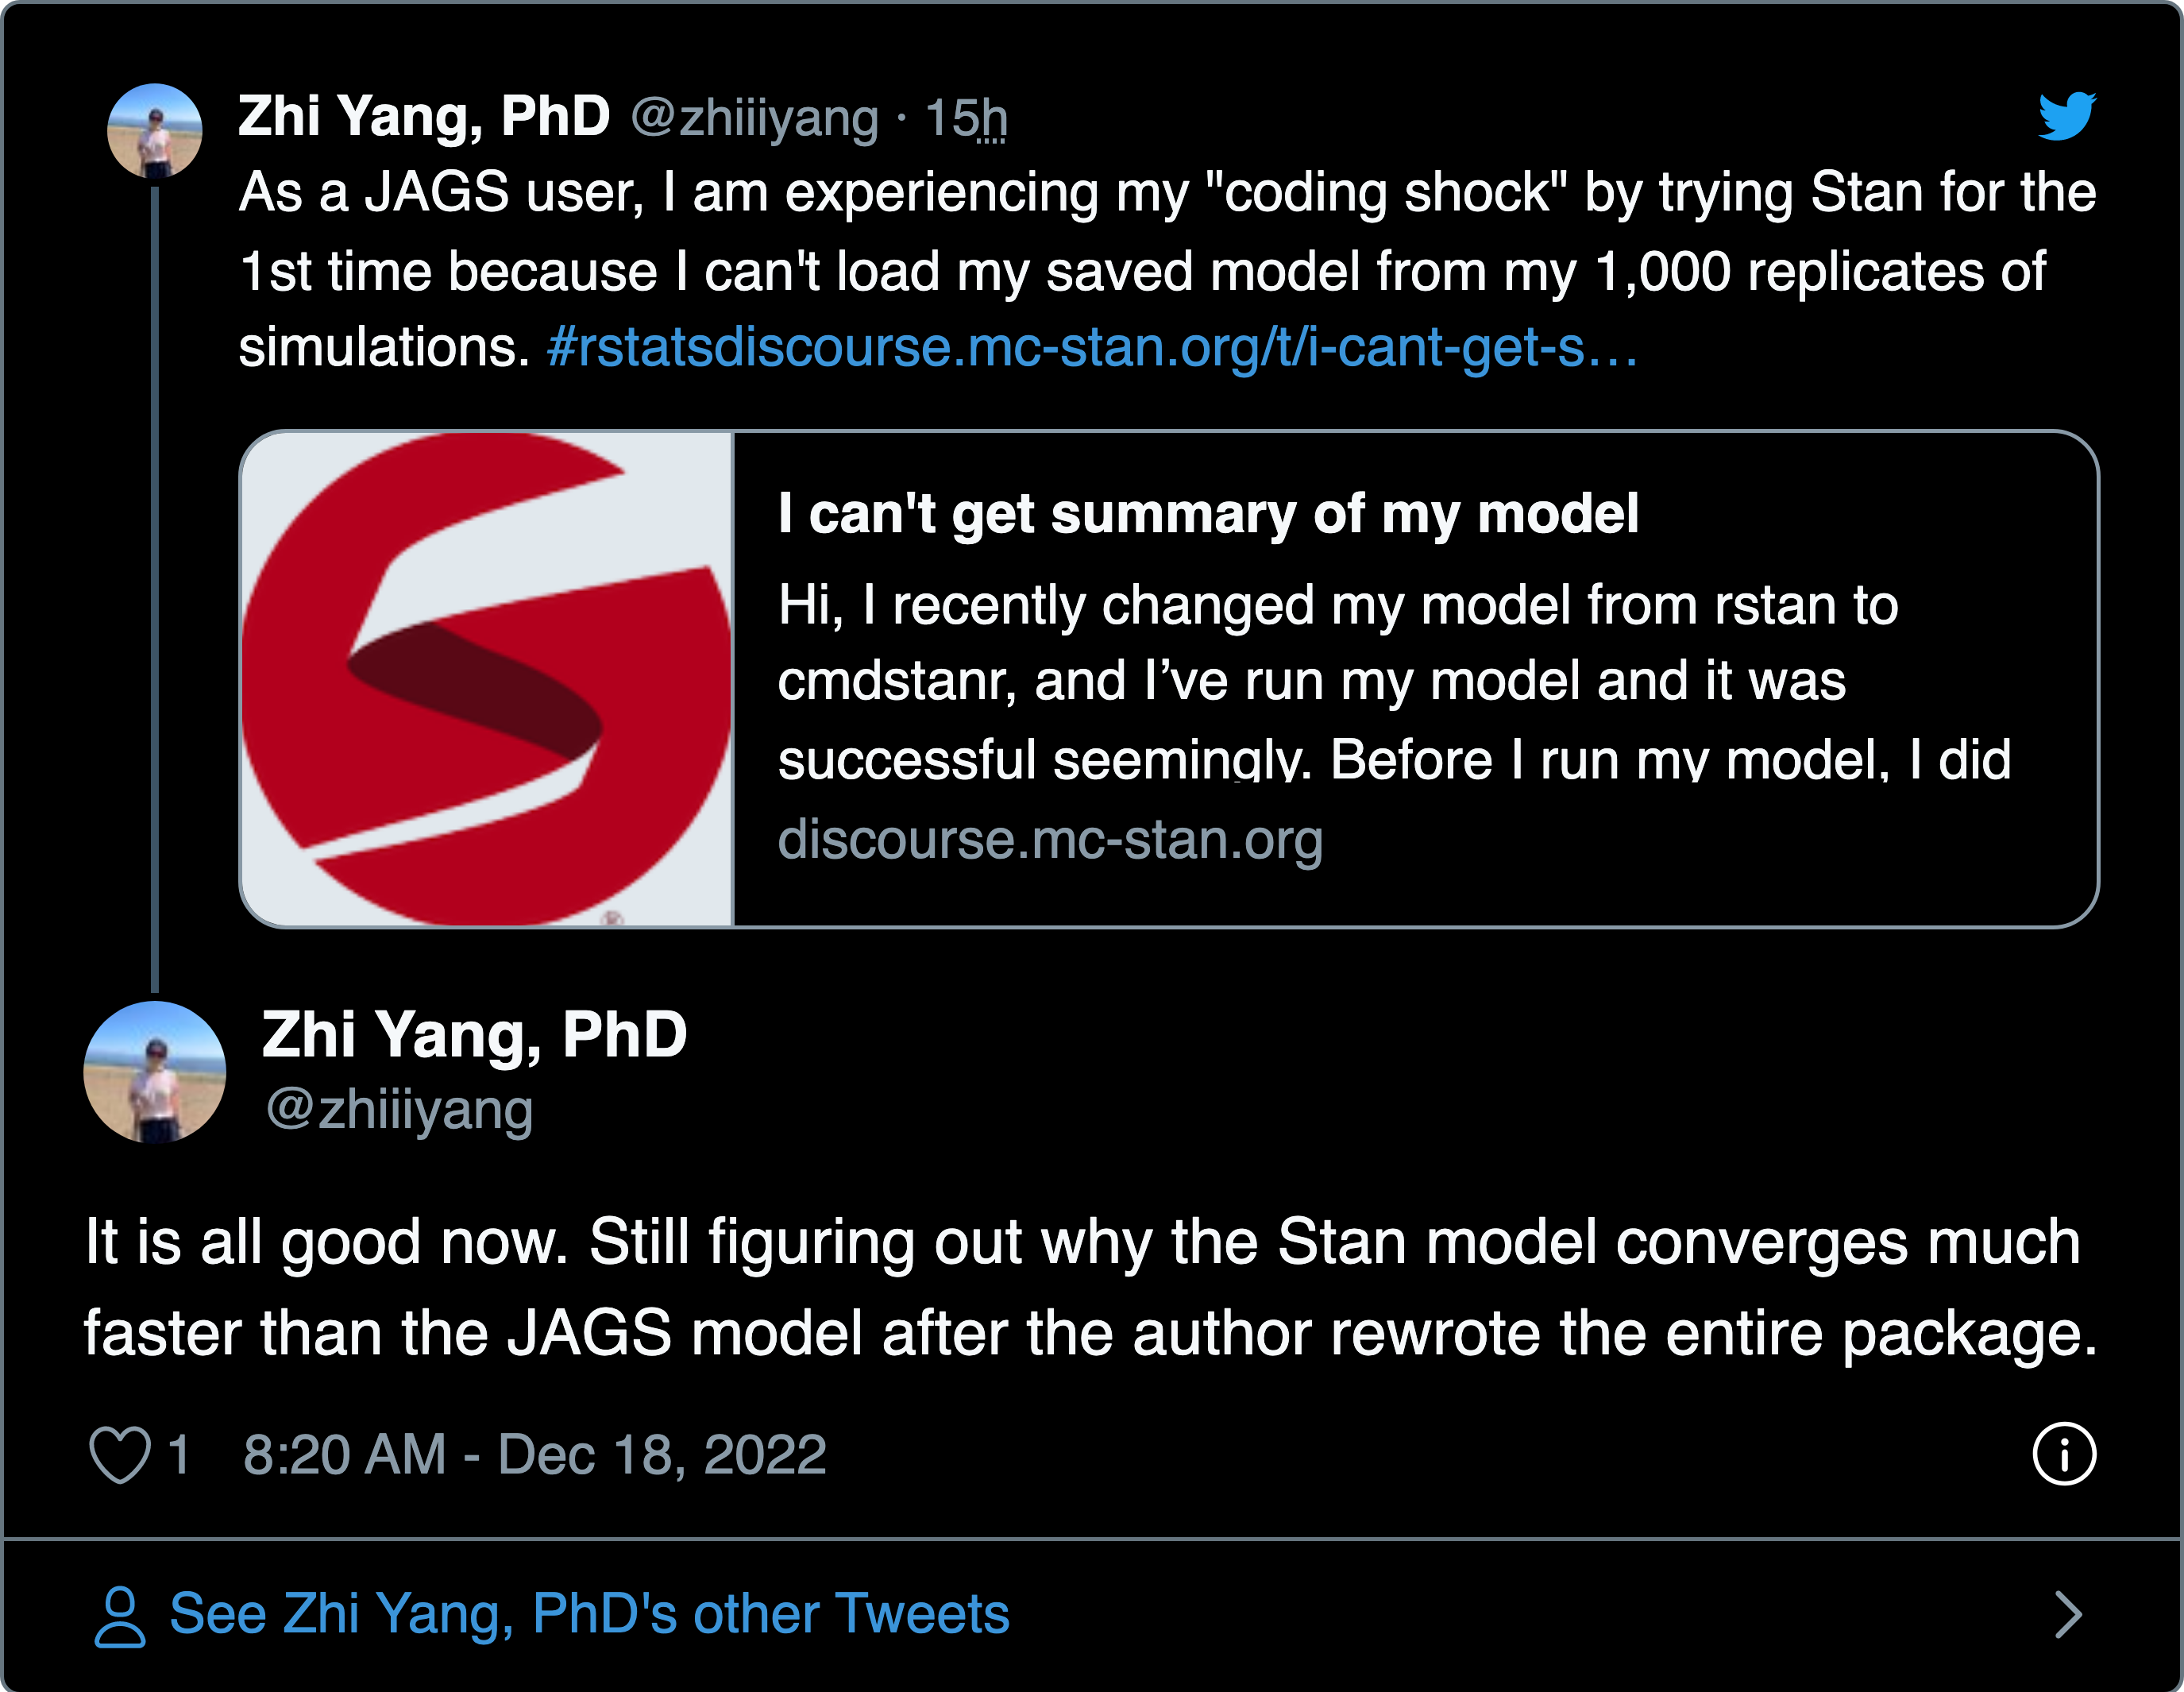 Zhi Yang, PhD @zhiiiyang · 15h
As a JAGS user, I am experiencing my "coding shock" by trying Stan for the
1st time because I can't load my saved model from my 1,000 replicates of
simulations. #rstatsdiscourse.mc-stan.org/t/i-cant-get-s…
I can't get summary of my model
Hi, I recently changed my model from rstan to
cmdstanr, and I’ve run my model and it was
successful seemingly. Before I run my model, I did
discourse.mc-stan.org
®
Zhi Yang, PhD
@zhiiiyang
It is all good now. Still figuring out why the Stan model converges much
faster than the JAGS model after the author rewrote the entire package.
1 8:20 AM - Dec 18, 2022
See Zhi Yang, PhD's other Tweets